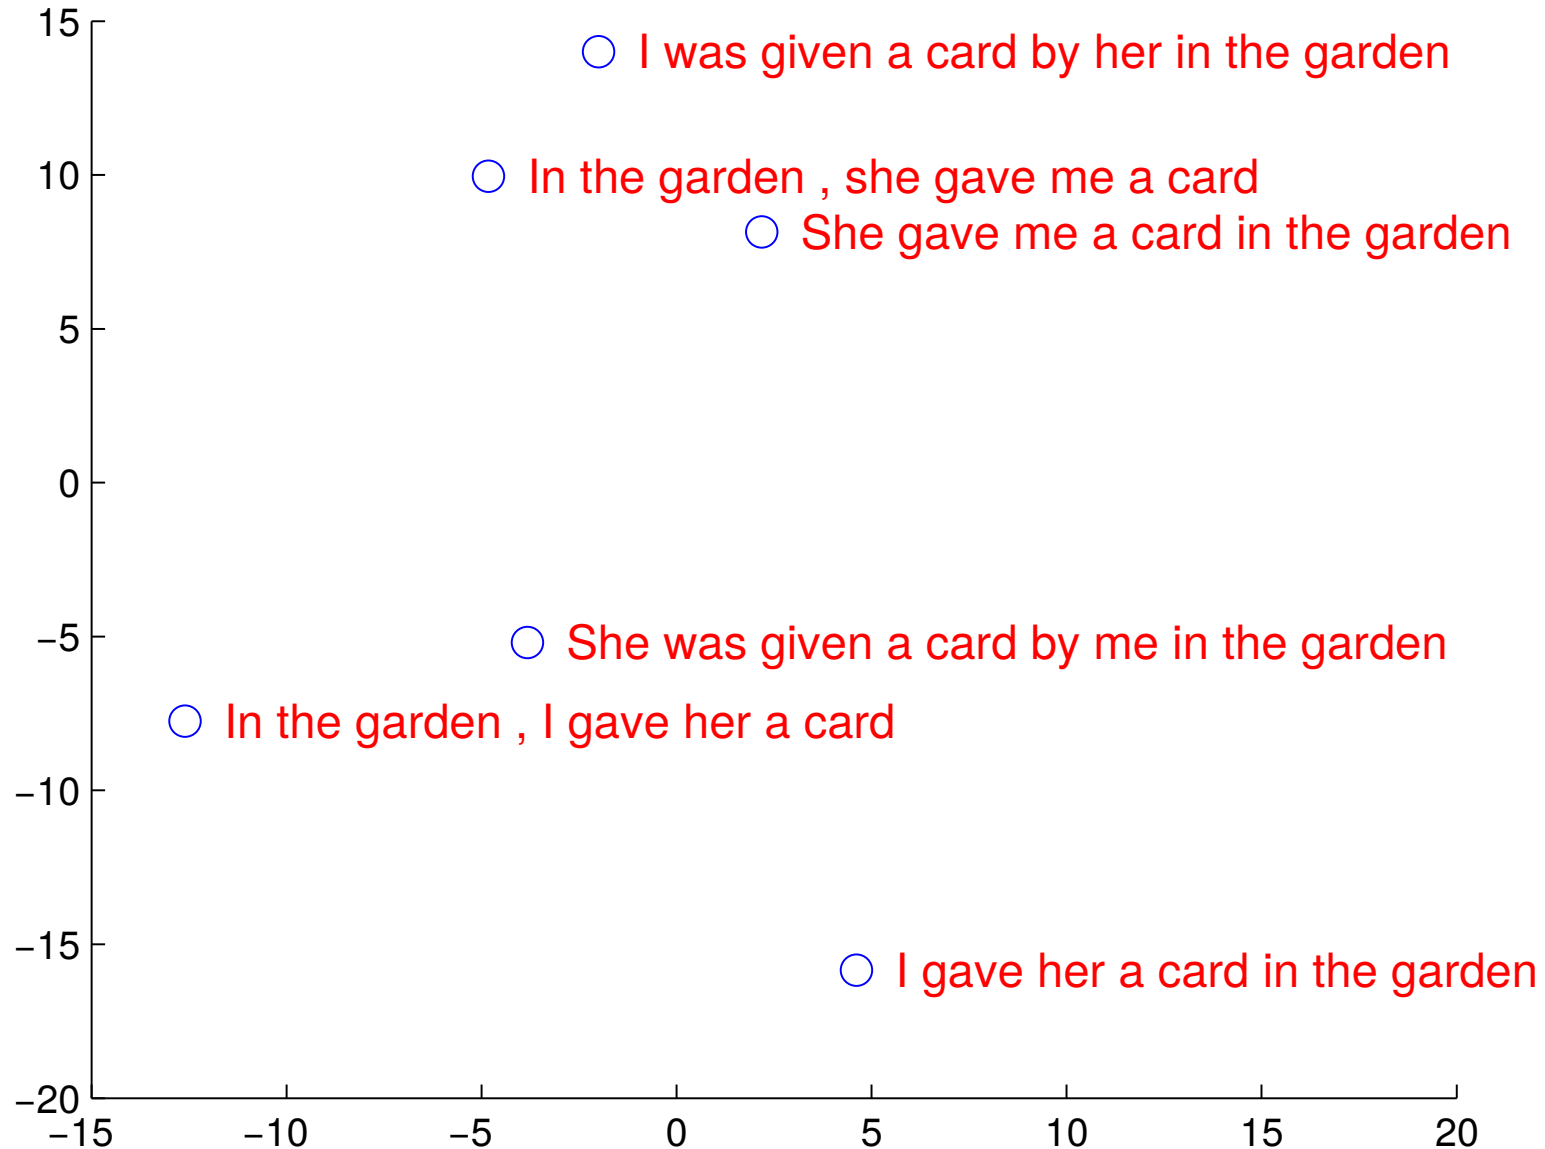 15
I was given a card by her in the garden
10
In the garden , she gave me a card
She gave me a card in the garden
5
0
−5
She was given a card by me in the garden
In the garden , I gave her a card
−10
−15
I gave her a card in the garden
−20
−15 −10 −5 0 5 10 15 20